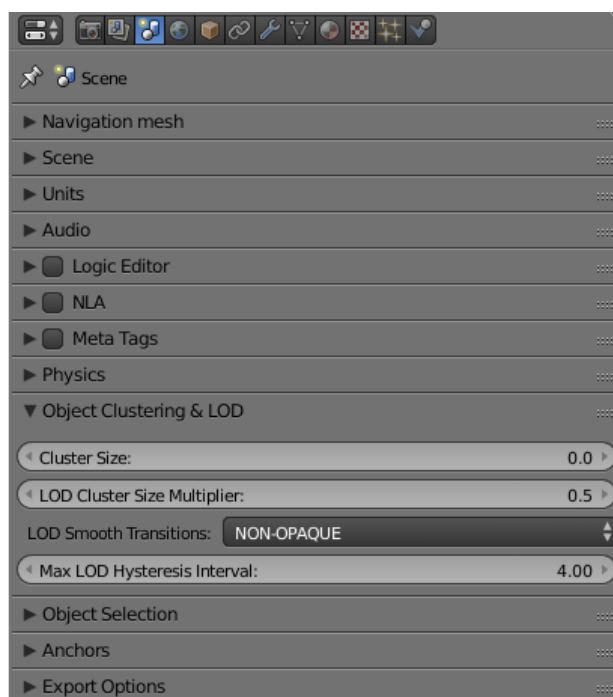 Scene
Navigation mesh
Scene
Units
Audio
Logic Editor
NLA
Meta Tags
Physics
Object Clustering & LOD
Cluster Size: 0.0
LOD Cluster Size Multiplier: 0.5
LOD Smooth Transitions: NON-OPAQUE
Max LOD Hysteresis Interval: 4.00
Object Selection
Anchors
Export Options